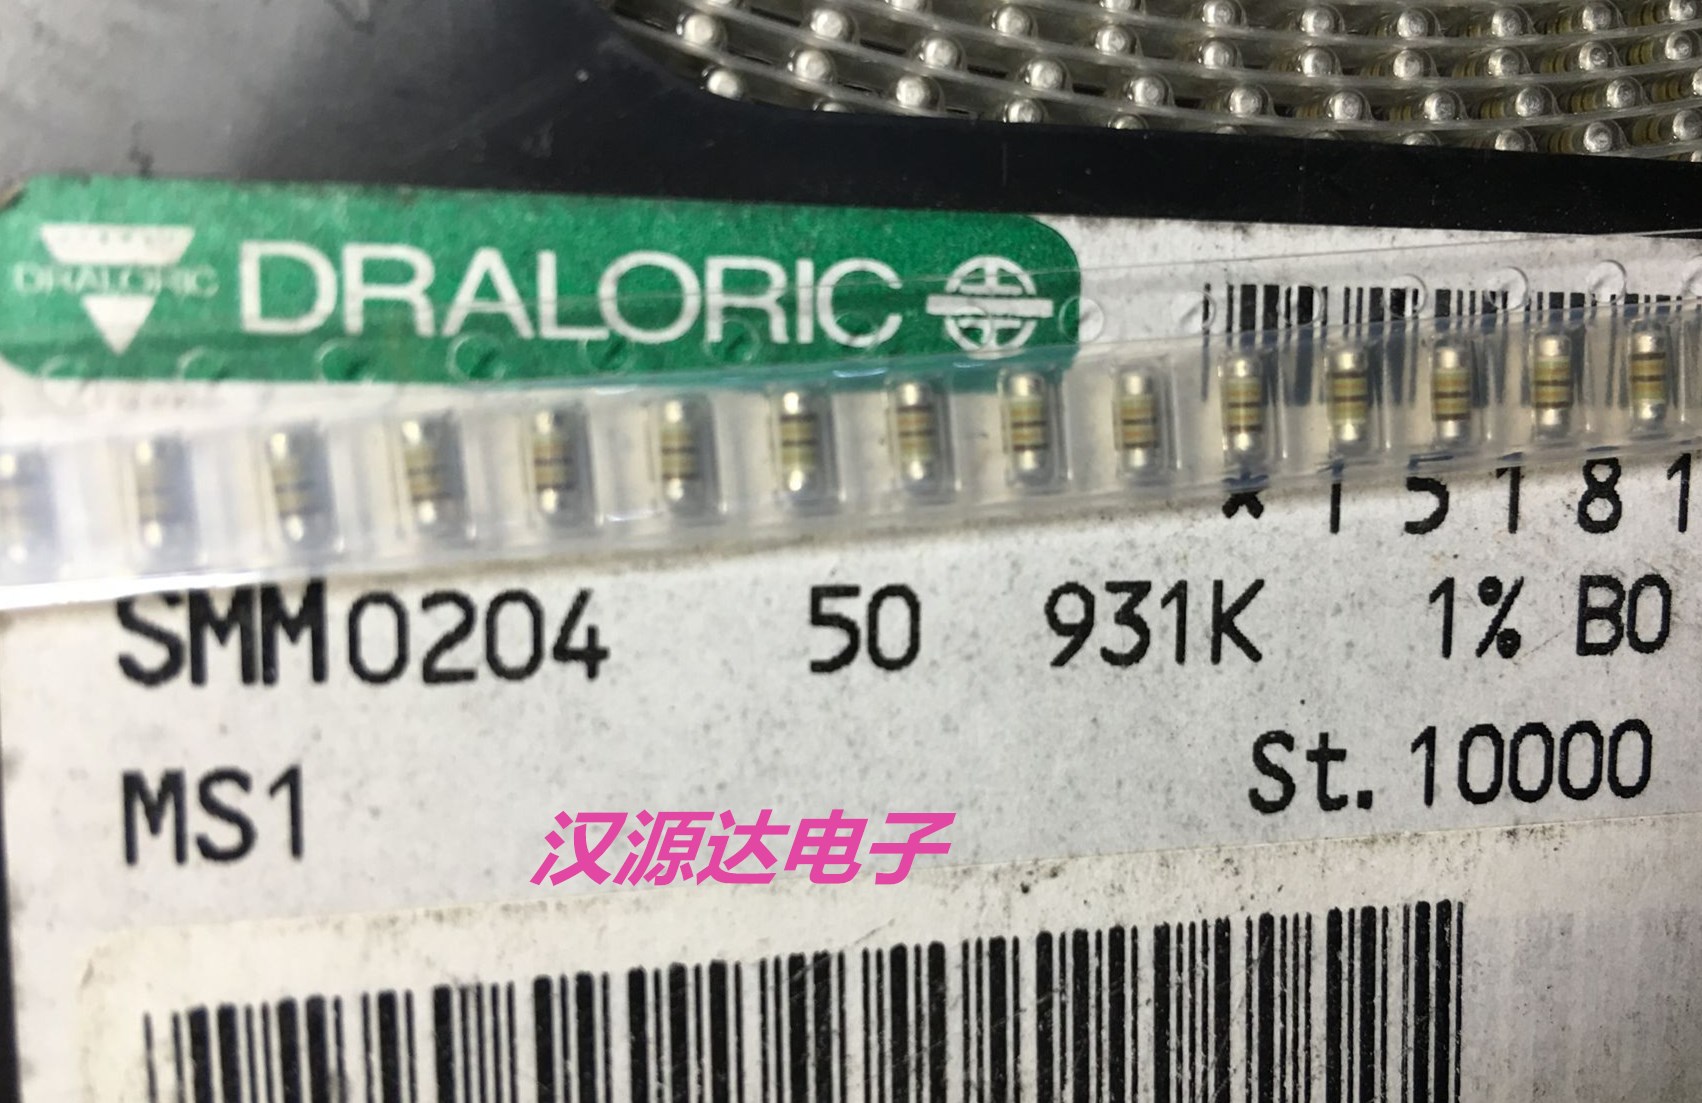 DRALORIC DRALORIC
15181
SMM0204 50 931K 1% B0
MS1 St. 10000
汉源达电子